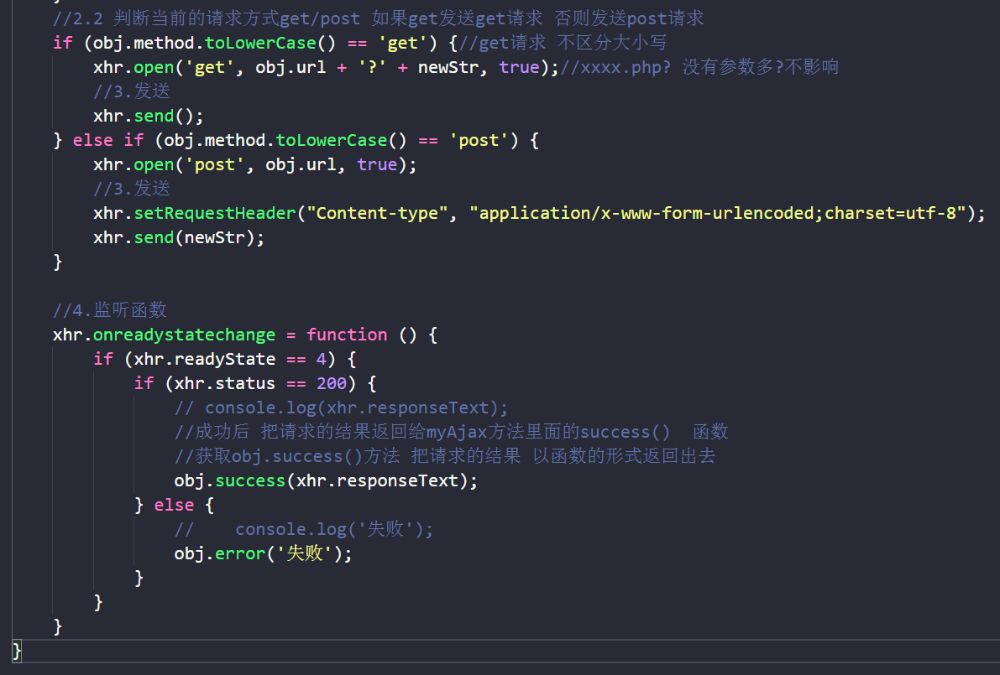 //2.2 判断当前的请求方式get/post 如果get发送get请求 否则发送post请求
if (obj.method.toLowerCase() == 'get') {//get请求 不区分大小写
xhr.open('get', obj.url + '?' + newStr, true);//xxxx.php? 没有参数多?不影响
//3.发送
xhr.send();
} else if (obj.method.toLowerCase() == 'post') {
xhr.open('post', obj.url, true);
//3.发送
xhr.setRequestHeader("Content-type", "application/x-www-form-urlencoded;charset=utf-8");
xhr.send(newStr);
}
//4.监听函数
xhr.onreadystatechange = function () {
if (xhr.readyState == 4) {
if (xhr.status == 200) {
// console.log(xhr.responseText);
//成功后 把请求的结果返回给myAjax方法里面的success()  函数
//获取obj.success()方法 把请求的结果 以函数的形式返回出去
obj.success(xhr.responseText);
} else {
//    console.log('失败');
obj.error('失败');
}
}
}
}